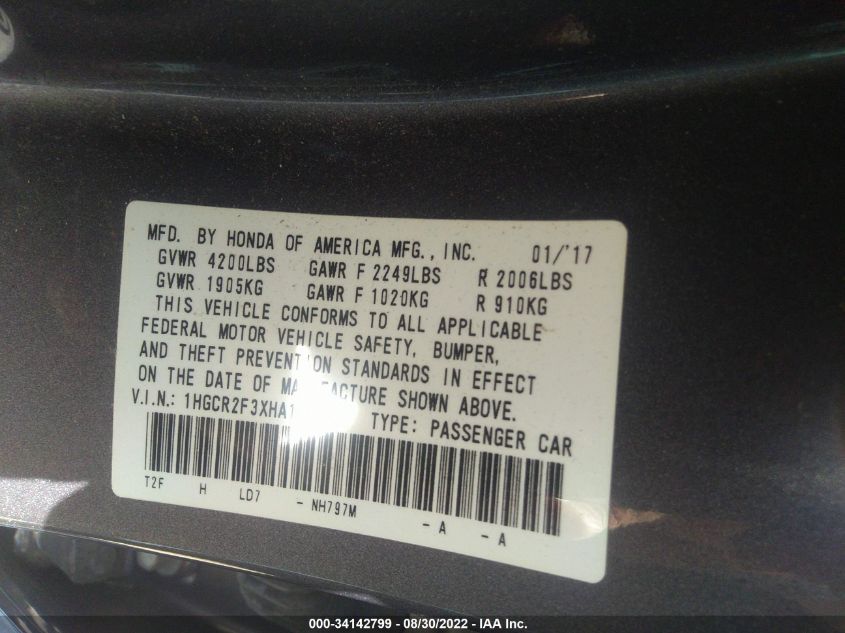 MFD. BY HONDA OF AMERICA MFG., INC. 01/'17
GVWR 4200LBS GAWR F 2249LBS R 2006LBS
GVWR 1905KG GAWR F 1020KG R 910KG
THIS VEHICLE CONFORMS TO ALL APPLICABLE
FEDERAL MOTOR VEHICLE SAFETY, BUMPER,
AND THEFT PREVENTION STANDARDS IN EFFECT
ON THE DATE OF MANUFACTURE SHOWN ABOVE.
V.I.N.: TYPE: PASSENGER CAR
T2F H LD7 - NH797M - A - A
000-34142799 - 08/30/2022 - IAA Inc.